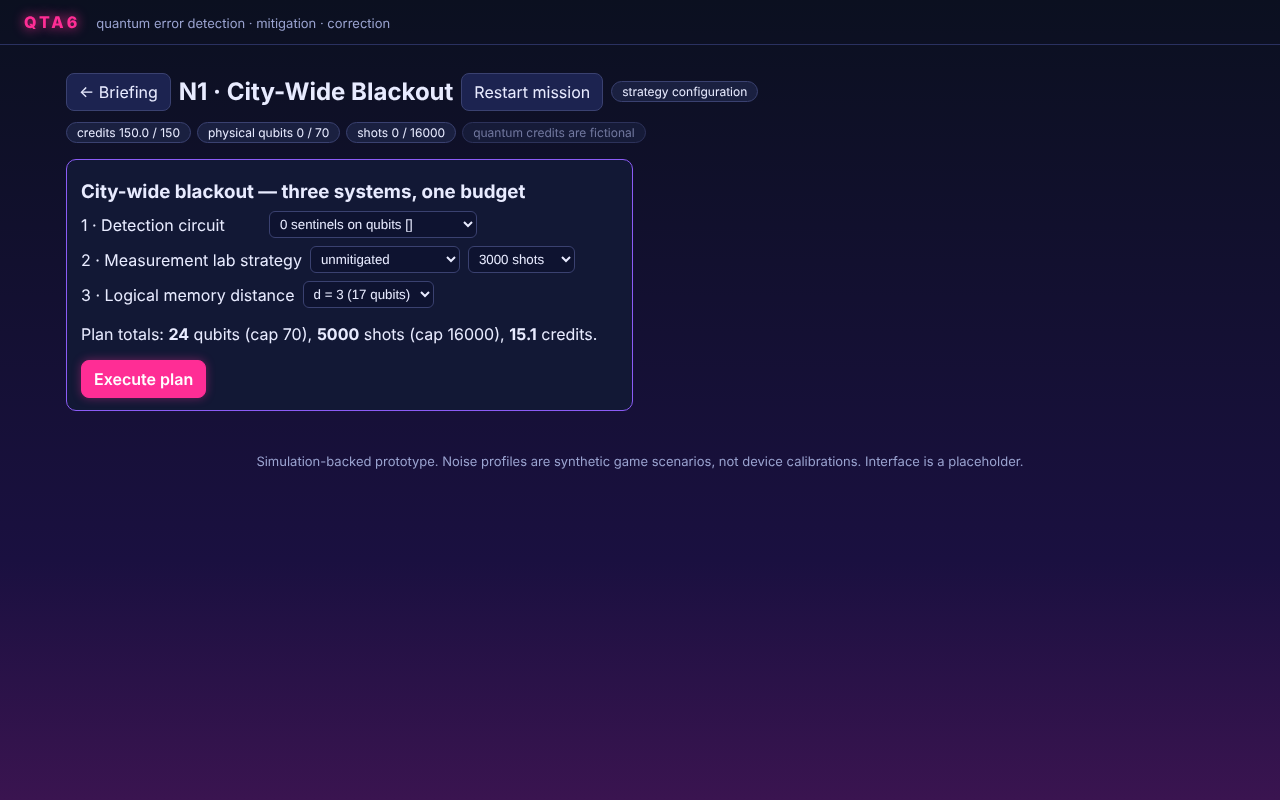 QTA6 quantum error detection · mitigation · correction
← Briefing N1 · City-Wide Blackout Restart mission strategy configuration
credits 150.0 / 150 physical qubits 0 / 70 shots 0 / 16000 quantum credits are fictional
City-wide blackout — three systems, one budget
1 · Detection circuit 0 sentinels on qubits []
2 · Measurement lab strategy unmitigated 3000 shots
3 · Logical memory distance d = 3 (17 qubits)
Plan totals: 24 qubits (cap 70), 5000 shots (cap 16000), 15.1 credits.
Execute plan
Simulation-backed prototype. Noise profiles are synthetic game scenarios, not device calibrations. Interface is a placeholder.